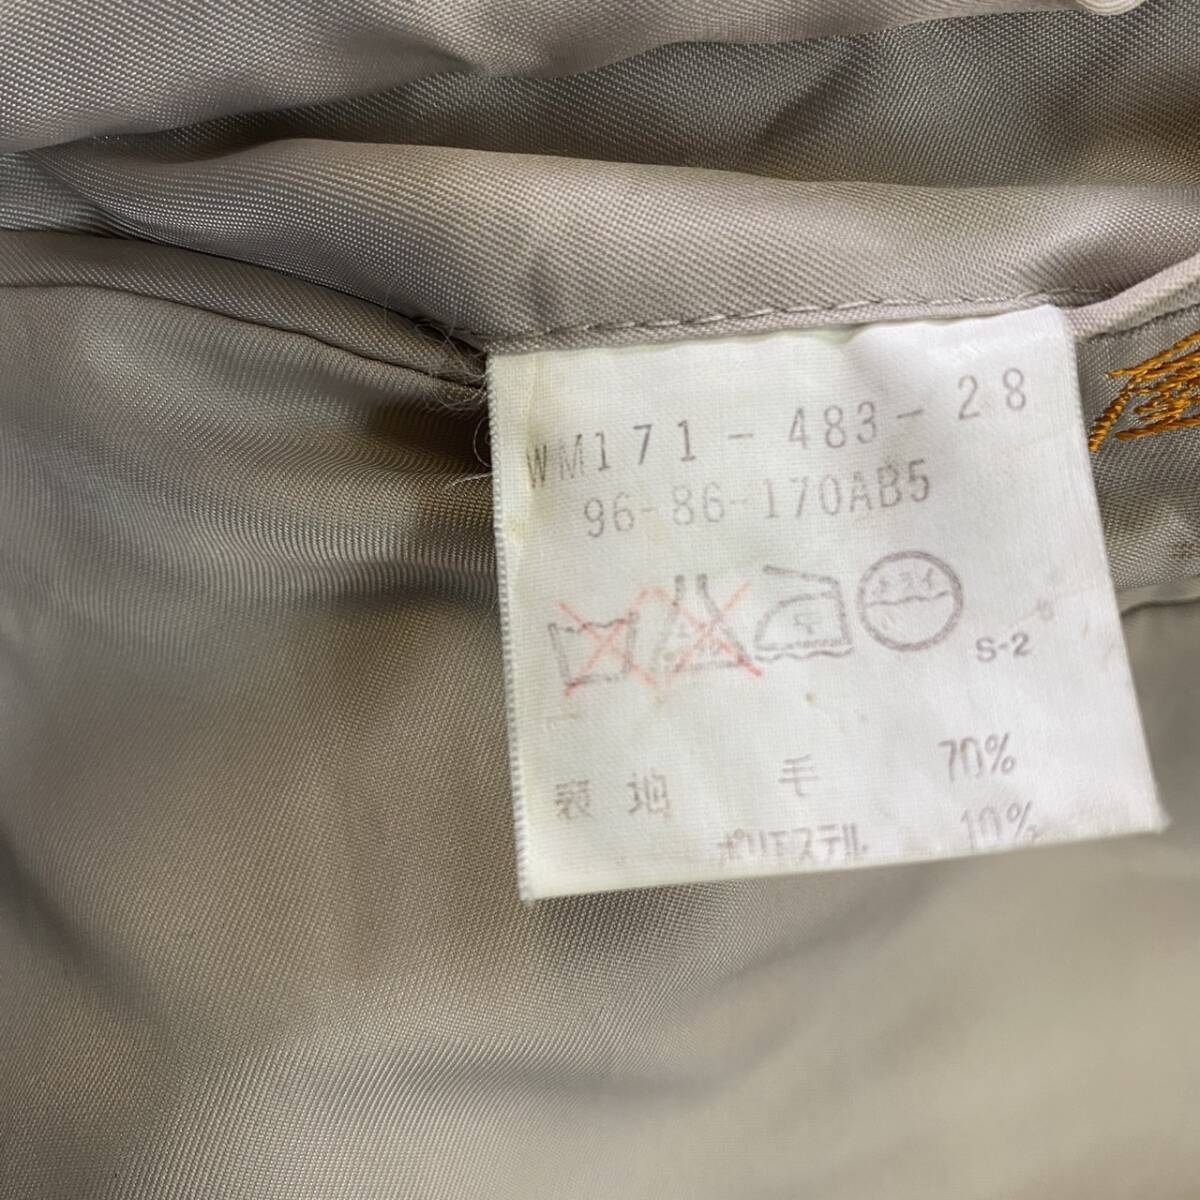 WM171-483-28
96-86-170AB5
中
ドライ
S-2
表地 毛 70%
ポリエステル 10%